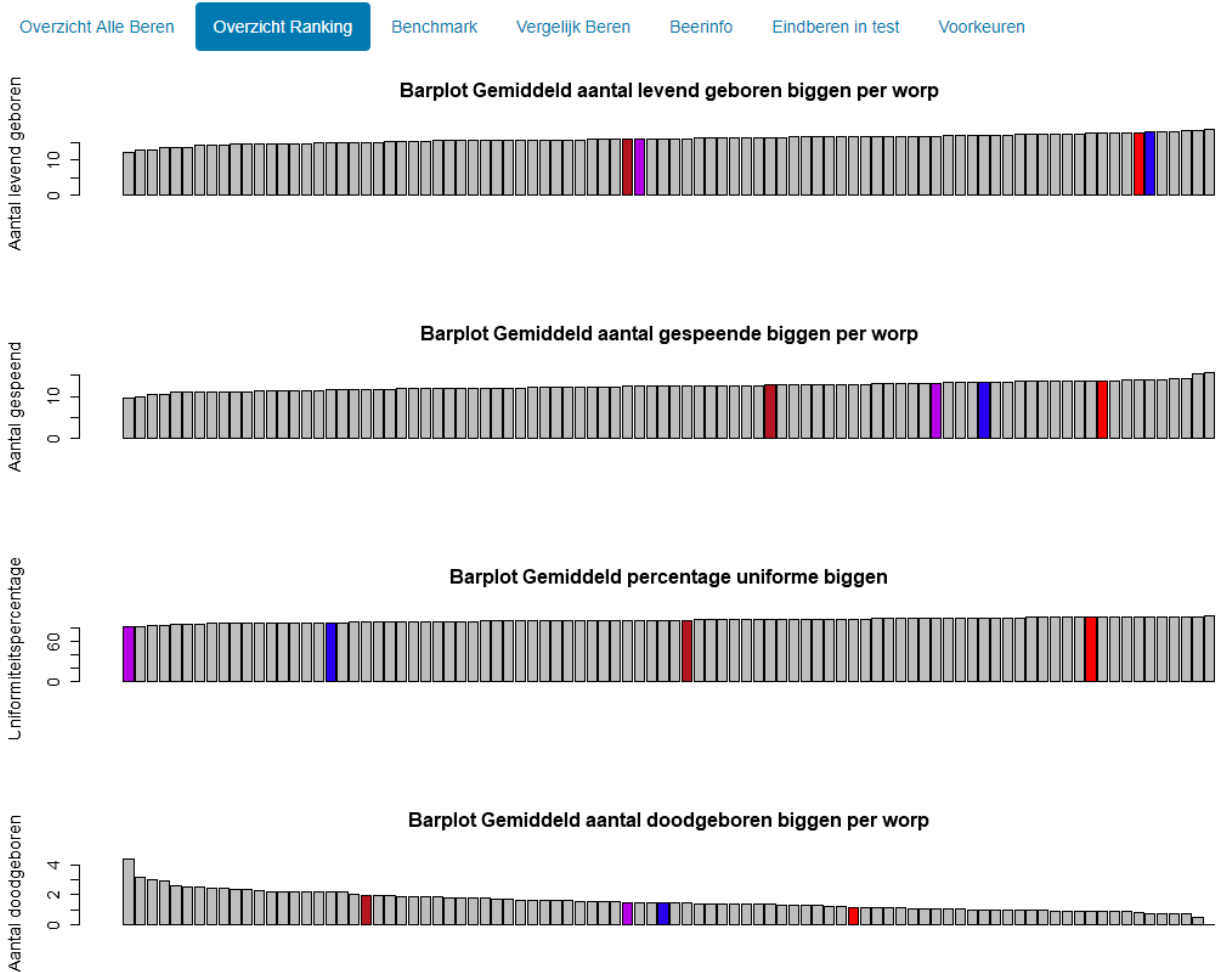 Overzicht Alle Beren Overzicht Ranking Benchmark Vergelijk Beren Beerinfo Eindberen in test Voorkeuren
Barplot Gemiddeld aantal levend geboren biggen per worp
Aantal levend geboren
10
0
Barplot Gemiddeld aantal gespeende biggen per worp
Aantal gespeend
10
0
Barplot Gemiddeld percentage uniforme biggen
Uniformiteitspercentage
60
0
Barplot Gemiddeld aantal doodgeboren biggen per worp
Aantal doodgeboren
4
2
0